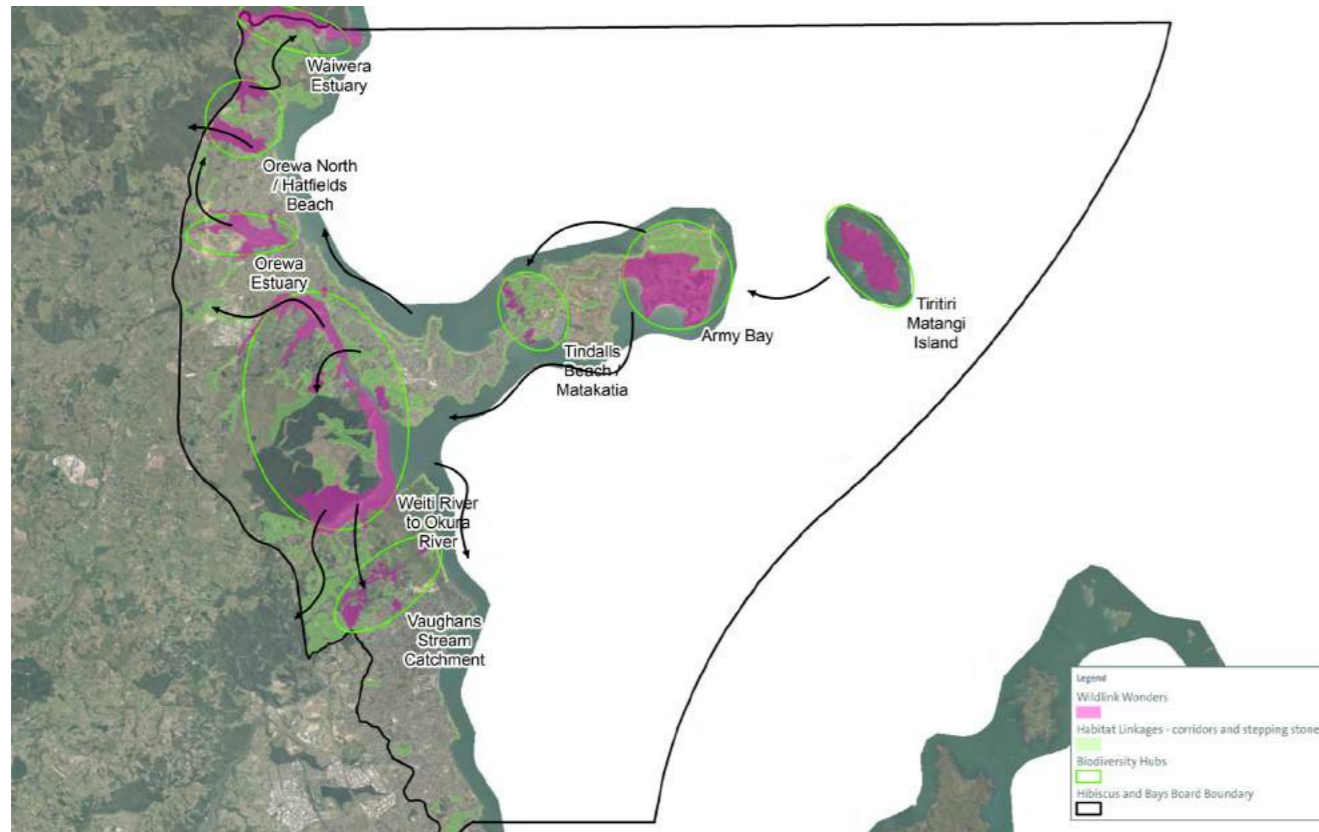 Waiwera
Estuary
Orewa North
/ Hatfields
Beach
Orewa
Estuary
Tindalls
Beach /
Matakatia
Army Bay
Tiritiri
Matangi
Island
Weiti River
to Okura
River
Vaughans
Stream
Catchment
Legend
Wildlink Wonders
Habitat Linkages - corridors and stepping stone
Biodiversity Hubs
Hibiscus and Bays Board Boundary